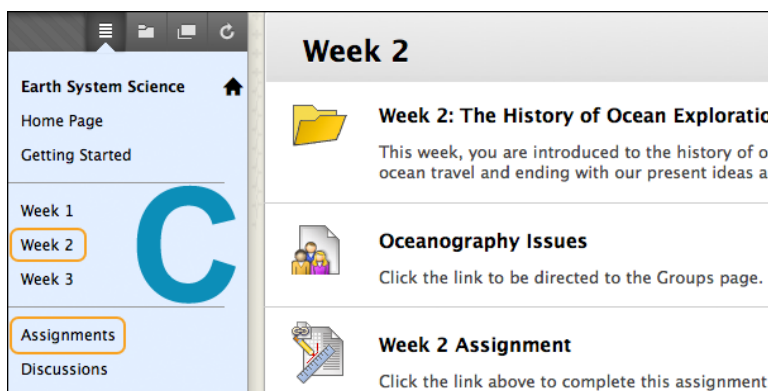 Earth System Science
Home Page
Getting Started
Week 1
Week 2
Week 3
C
Assignments
Discussions
Week 2
Week 2: The History of Ocean Exploratio
This week, you are introduced to the history of o
ocean travel and ending with our present ideas a
Oceanography Issues
Click the link to be directed to the Groups page.
Week 2 Assignment
Click the link above to complete this assignment